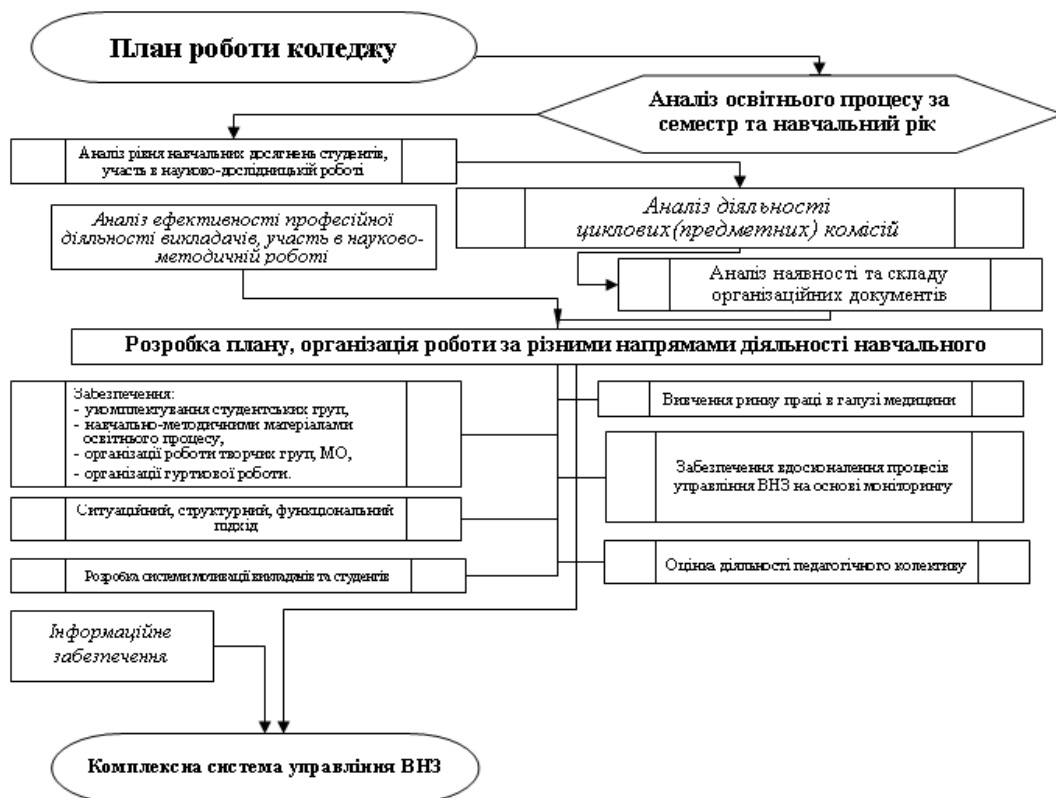 План роботи коледжу
Аналіз освітнього процесу за
семестр та навчальний рік
Аналіз рівня навчальних досягнень студентів,
участь в науково-дослідницькій роботі
Аналіз ефективності професійної
діяльності викладачів, участь в науково-
методичній роботі
Аналіз діяльності
циклових(предметних) комісій
Аналіз наявності та складу
організаційних документів
Розробка плану, організація роботи за різними напрямами діяльності навчального
Забезпечення:
- укомплектування студентських груп,
- навчально-методичними матеріалами
освітнього процесу,
- організації роботи творчих груп, МО,
- організації гурткової роботи.
Вивчення ринку праці в галузі медицини
Забезпечення вдосконалення процесів
управління ВНЗ на основі моніторингу
Ситуаційний, структурний, функціональний
підхід
Оцінка діяльності педагогічного колективу
Розробка системи мотивації викладачів та студентів
Інформаційне
забезпечення
Комплексна система управління ВНЗ